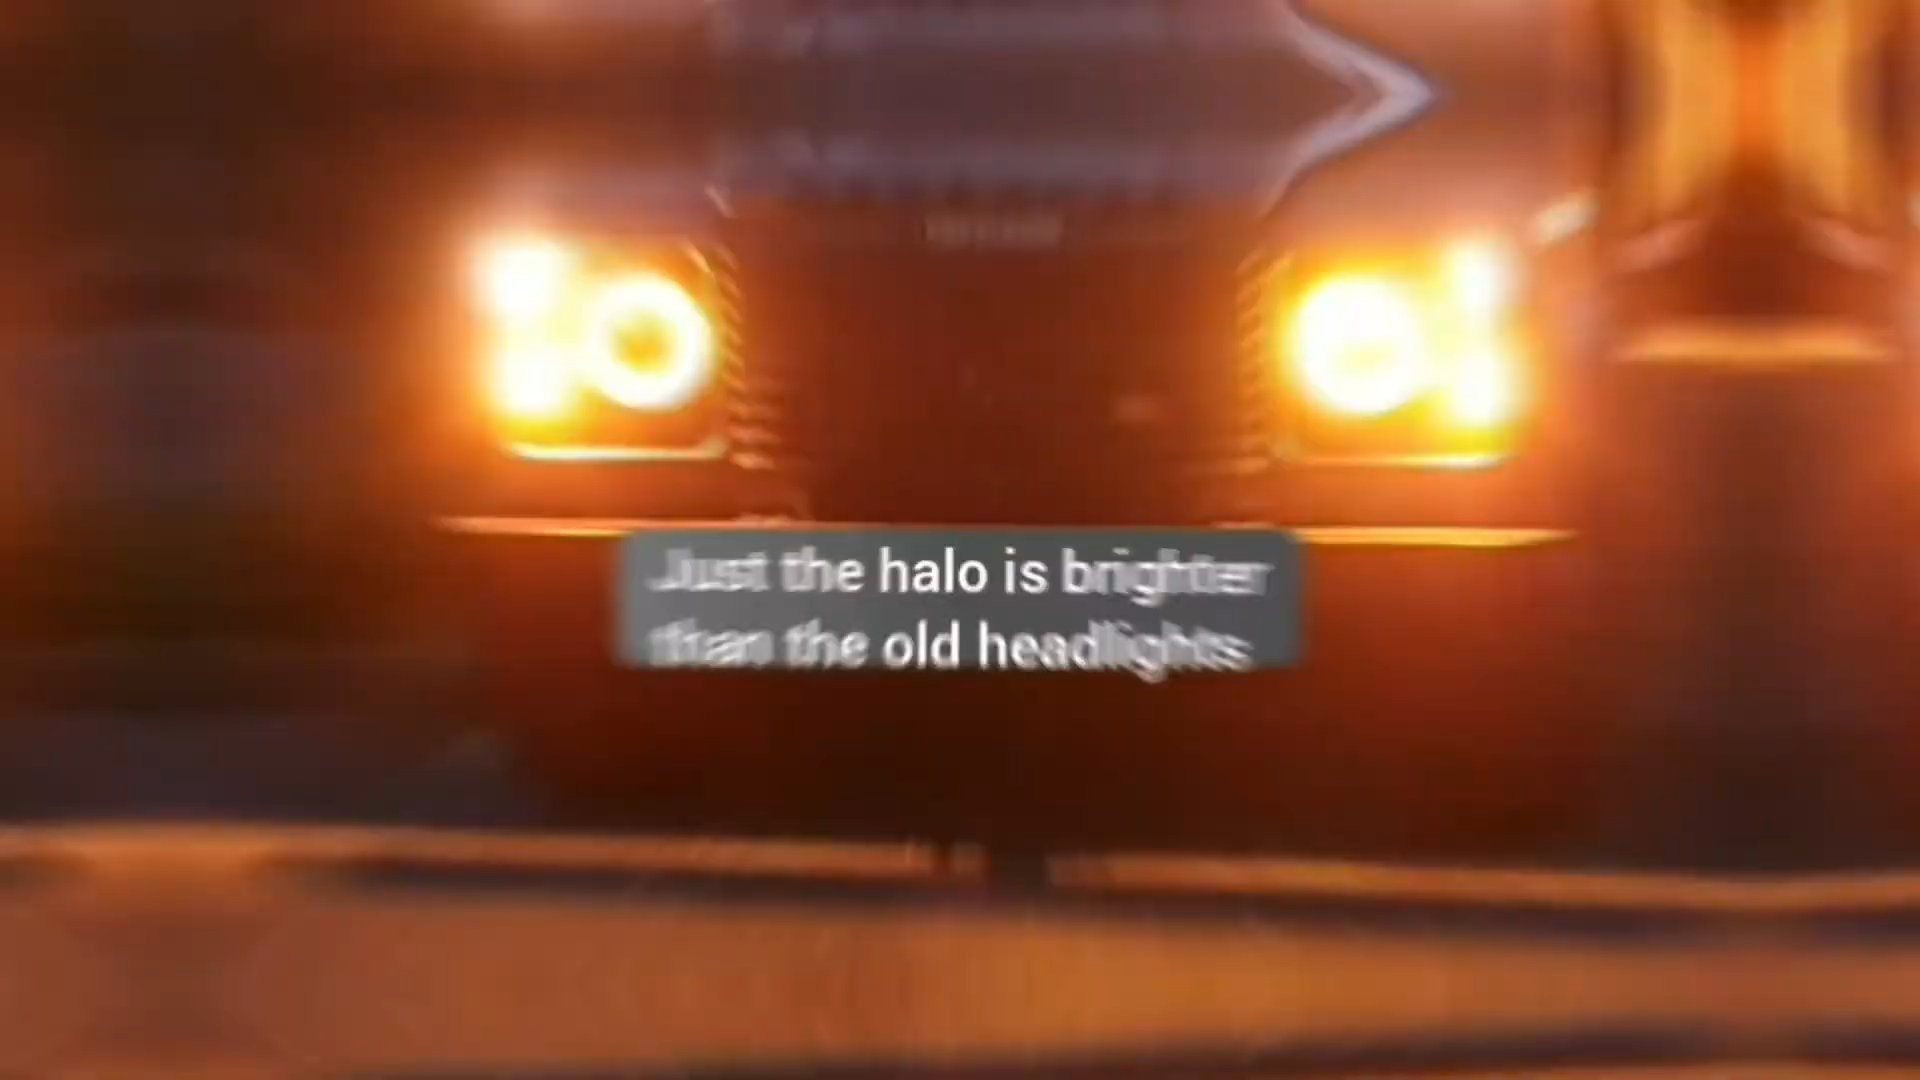 Just the halo is brighter
than the old headlights